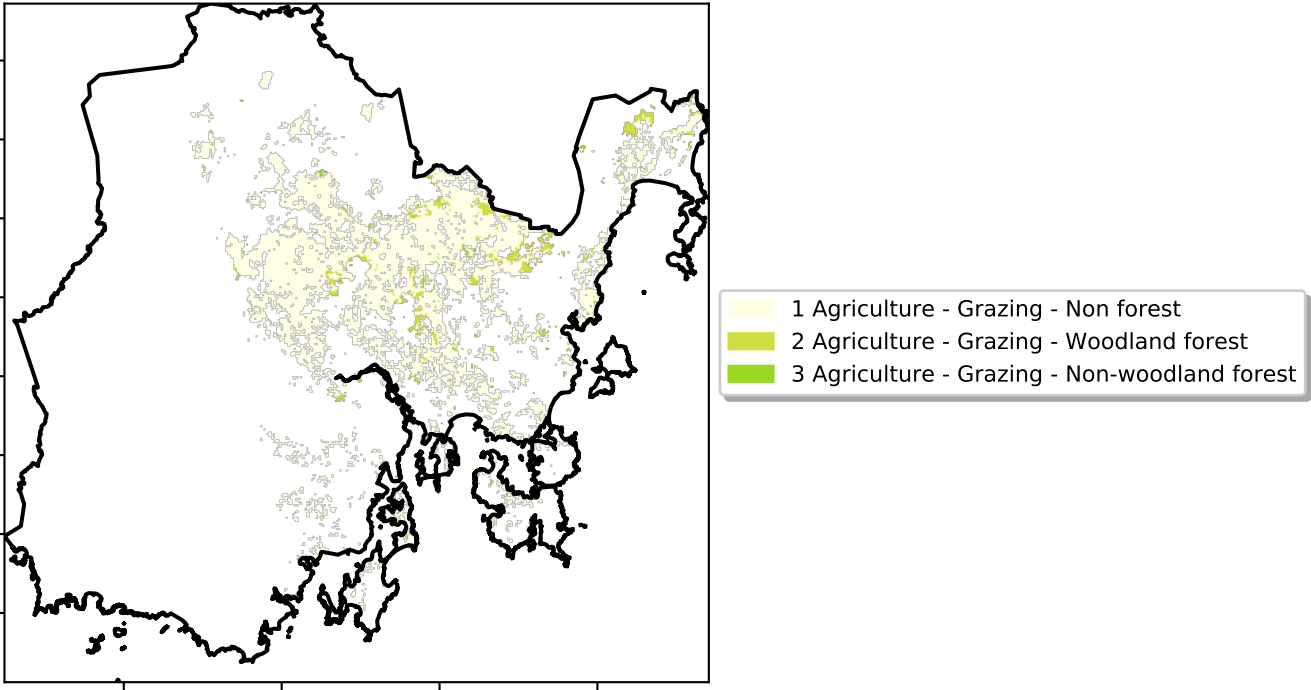 1 Agriculture - Grazing - Non forest
2 Agriculture - Grazing - Woodland forest
3 Agriculture - Grazing - Non-woodland forest